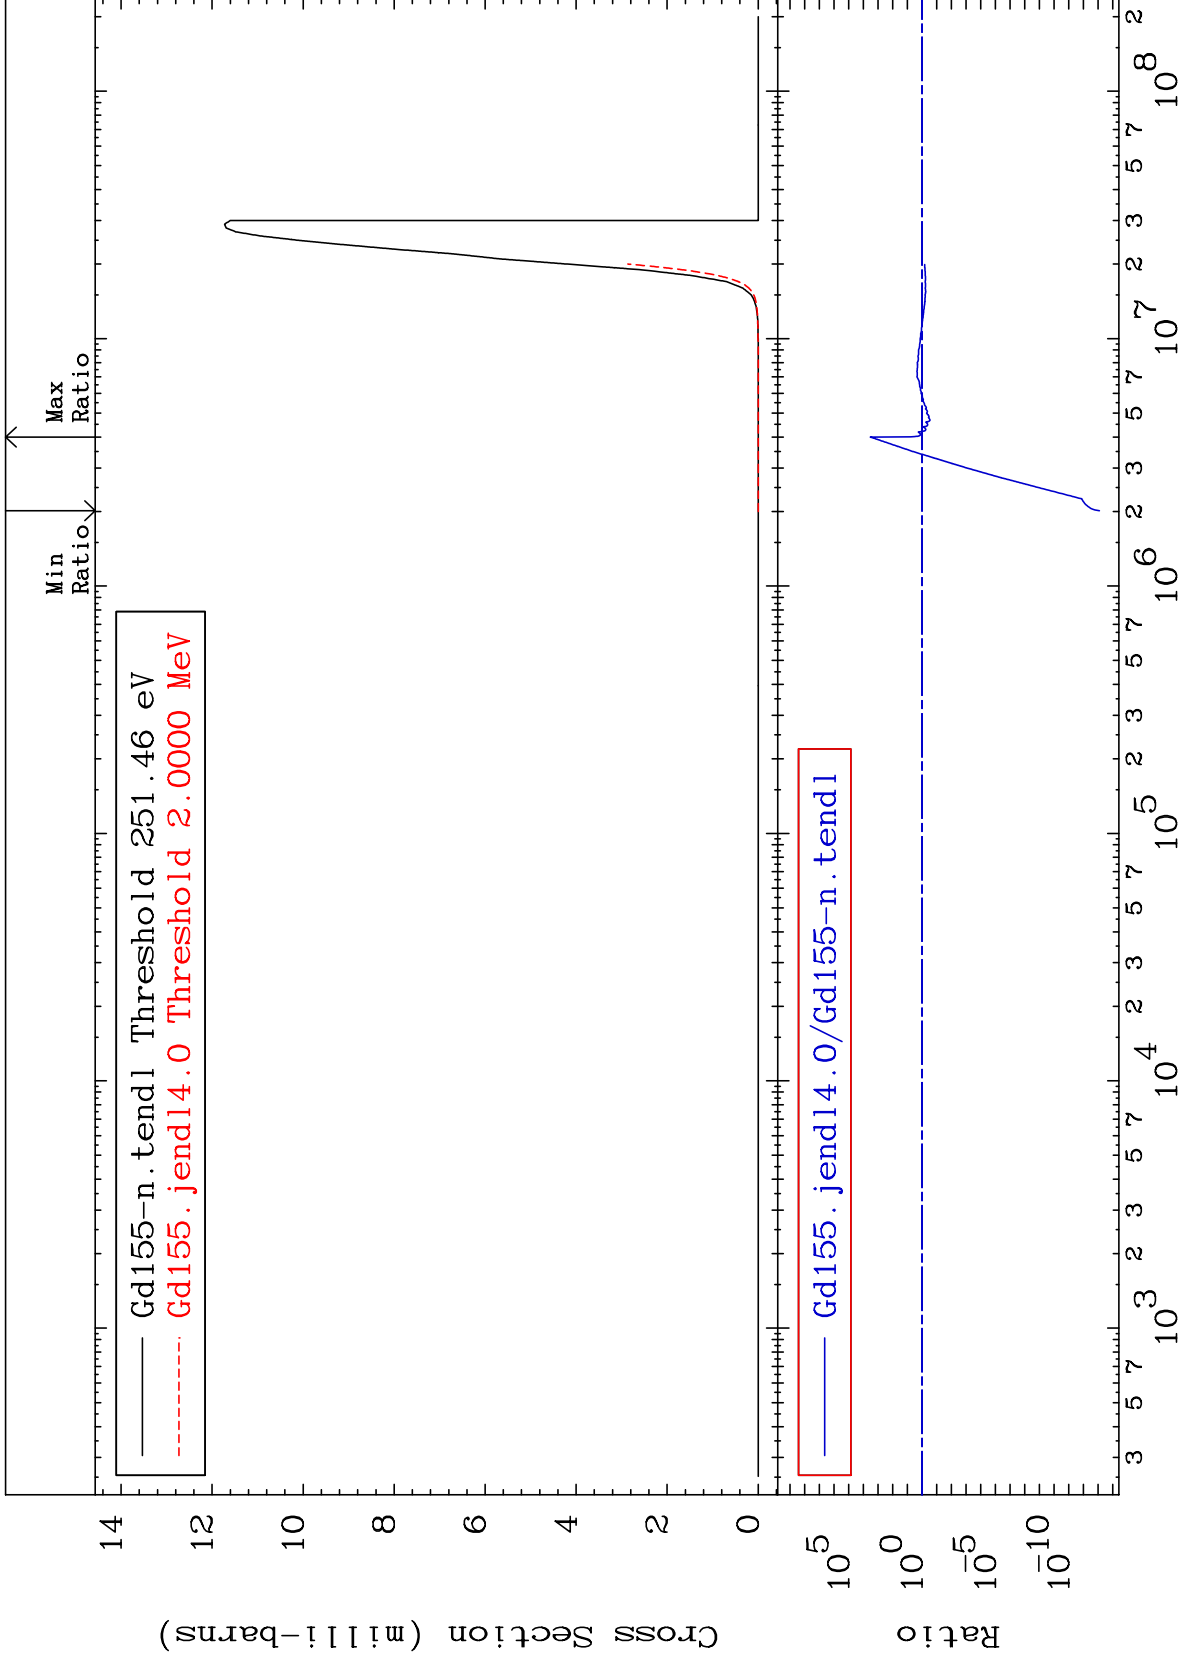 Min
Ratio
Max
Ratio
Gd155-n.tendl Threshold 251.46 eV
Gd155.jendl4.0 Threshold 2.0000 MeV
Cross Section (milli-barns)
14
12
10
8
6
4
2
0
Gd155.jendl4.0/Gd155-n.tendl
Ratio
10^5
10^0
10^-5
10^-10
3 5 7 10^3 2 3 5 7 10^4 2 3 5 7 10^5 2 3 5 7 10^6 2 3 5 7 10^7 2 3 5 7 10^8 2